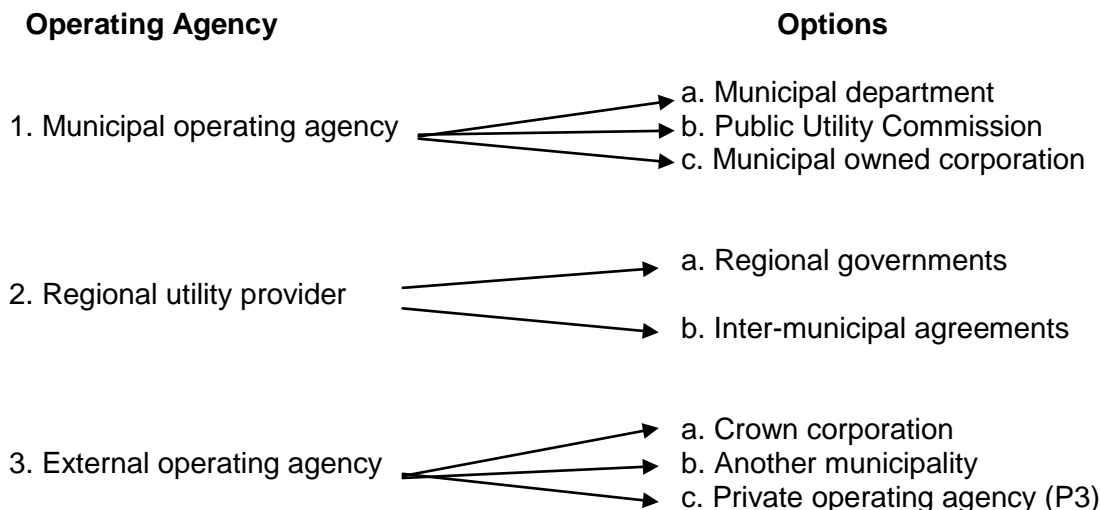 Operating Agency Options
a. Municipal department
1. Municipal operating agency b. Public Utility Commission
c. Municipal owned corporation
a. Regional governments
2. Regional utility provider
b. Inter-municipal agreements
a. Crown corporation
3. External operating agency b. Another municipality
c. Private operating agency (P3)